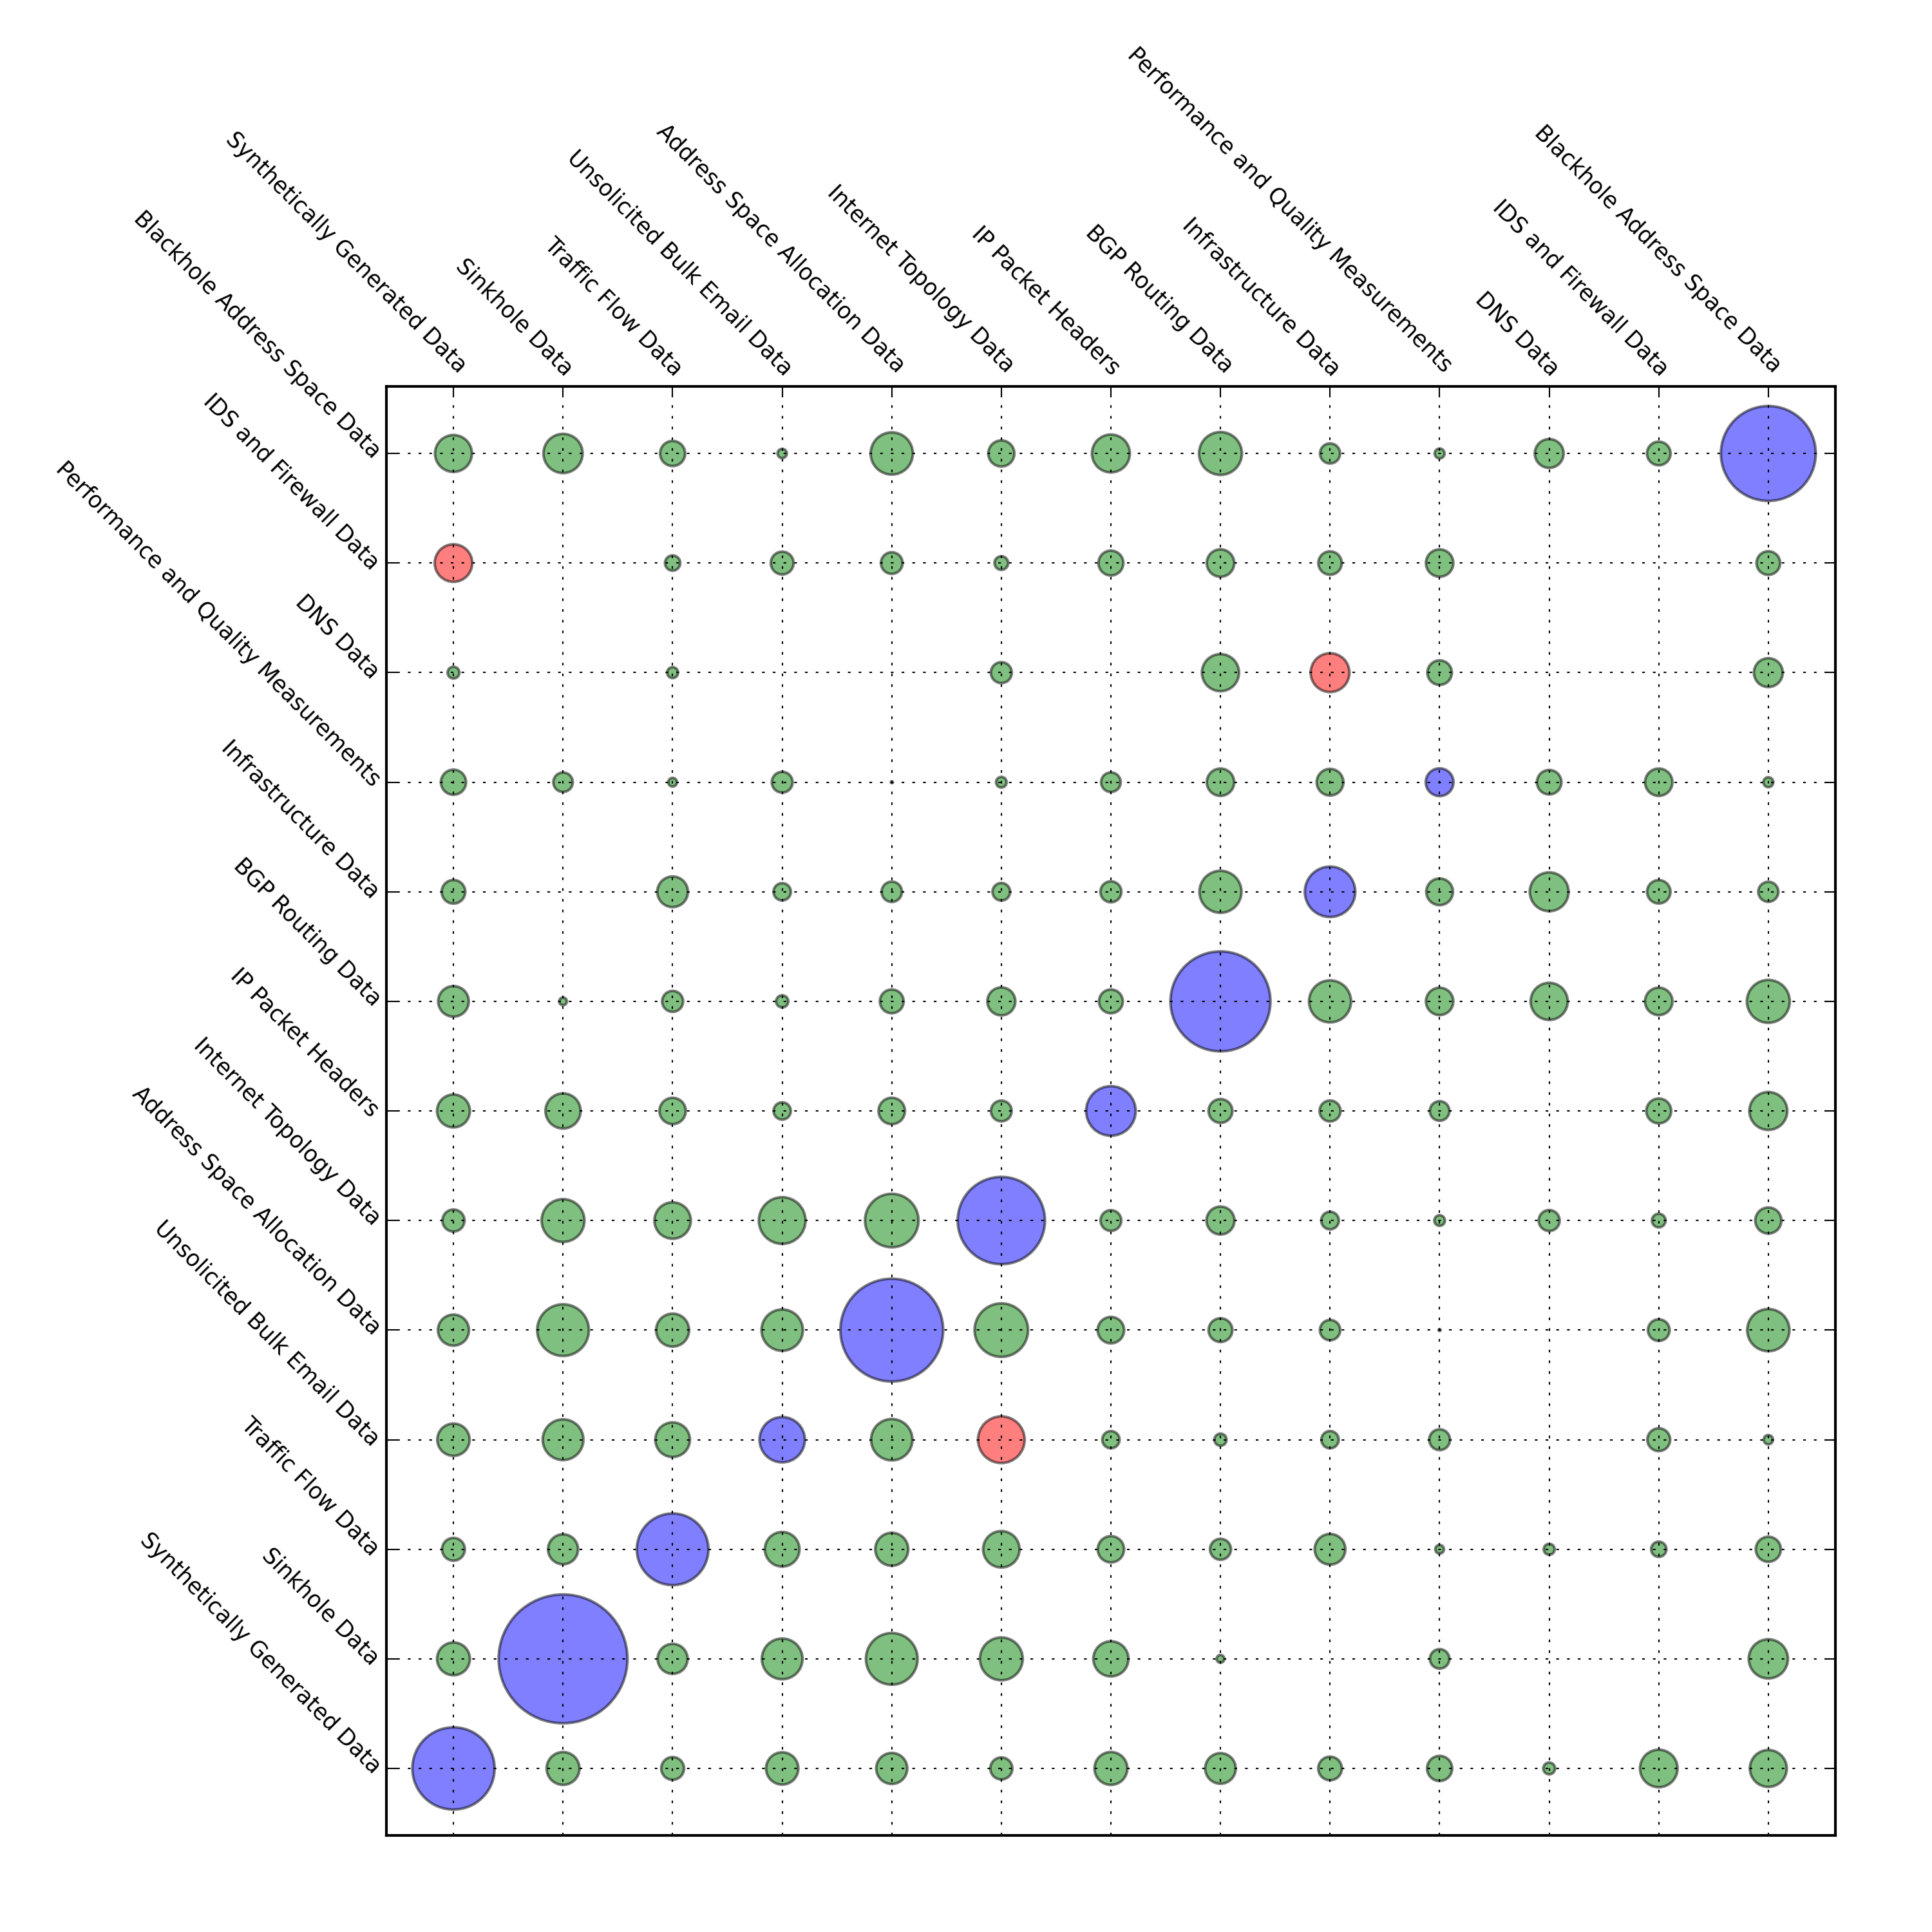 Synthetically Generated Data
Sinkhole Data
Traffic Flow Data
Unsolicited Bulk Email Data
Address Space Allocation Data
Internet Topology Data
IP Packet Headers
BGP Routing Data
Infrastructure Data
Performance and Quality Measurements
DNS Data
IDS and Firewall Data
Blackhole Address Space Data
Blackhole Address Space Data
IDS and Firewall Data
DNS Data
Performance and Quality Measurements
Infrastructure Data
BGP Routing Data
IP Packet Headers
Internet Topology Data
Address Space Allocation Data
Unsolicited Bulk Email Data
Traffic Flow Data
Sinkhole Data
Synthetically Generated Data